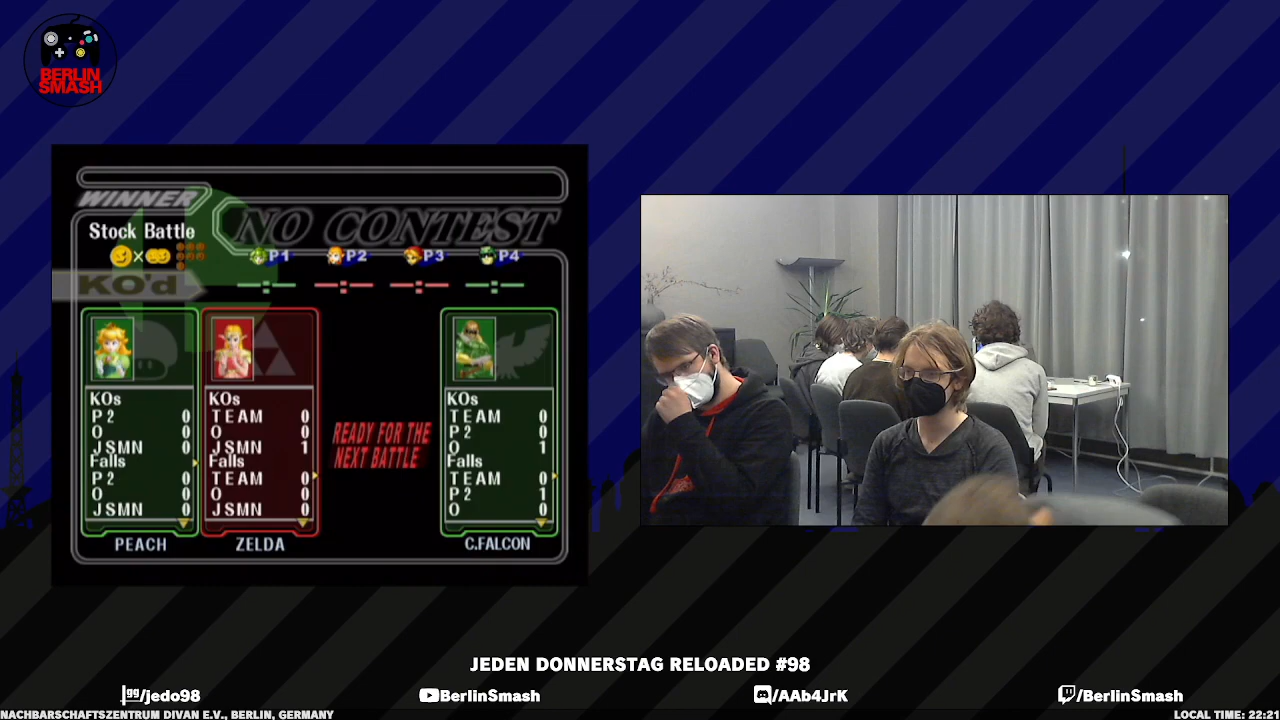 BERLIN
SMASH
WINNER
NO CONTEST
Stock Battle
P1
P2
P3
P4
KO'd
KOs
P2 0
O 0
JSMN 0
Falls
P2 0
O 0
JSMN 0
PEACH
KOs
TEAM 0
O 0
JSMN 1
Falls
TEAM 0
O 0
JSMN 0
ZELDA
READY FOR THE
NEXT BATTLE
KOs
TEAM 0
P2 0
O 1
Falls
TEAM 0
P2 1
O 0
C.FALCON
JEDEN DONNERSTAG RELOADED #98
gg/jedo98
BerlinSmash
/AAb4JrK
/BerlinSmash
NACHBARSCHAFTSZENTRUM DIVAN E.V., BERLIN, GERMANY
LOCAL TIME: 22:21